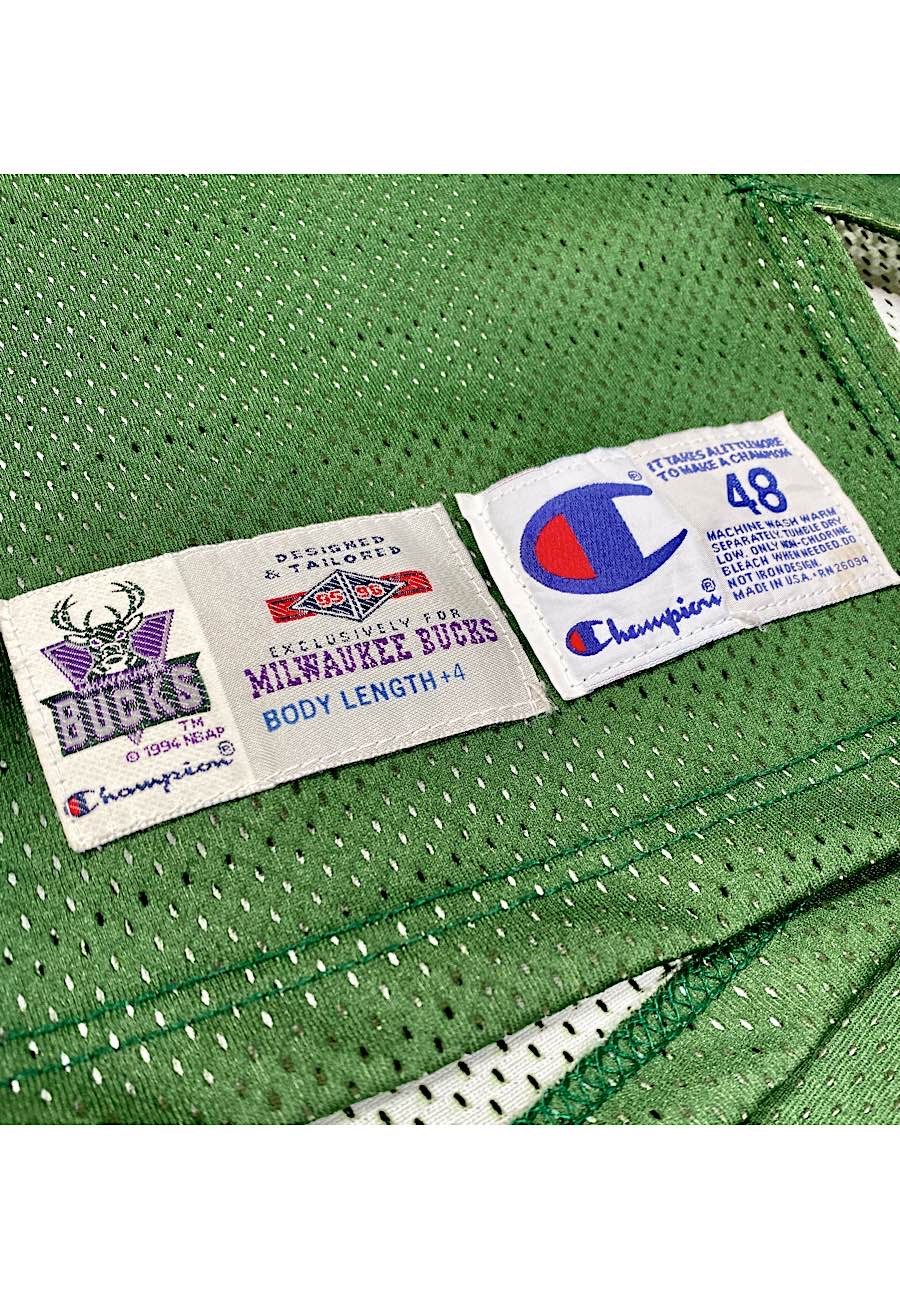 BUCKS
TM
© 1994 NBAP
Champion®
DESIGNED
& TAILORED
95 96
EXCLUSIVELY FOR
MILWAUKEE BUCKS
BODY LENGTH +4
®
Champion®
IT TAKES A LITTLE MORE
TO MAKE A CHAMPION
48
MACHINE WASH WARM
SEPARATELY, TUMBLE DRY
LOW. ONLY NON-CHLORINE
BLEACH WHEN NEEDED. DO
NOT IRON DESIGN.
MADE IN U.S.A. • RN 26094